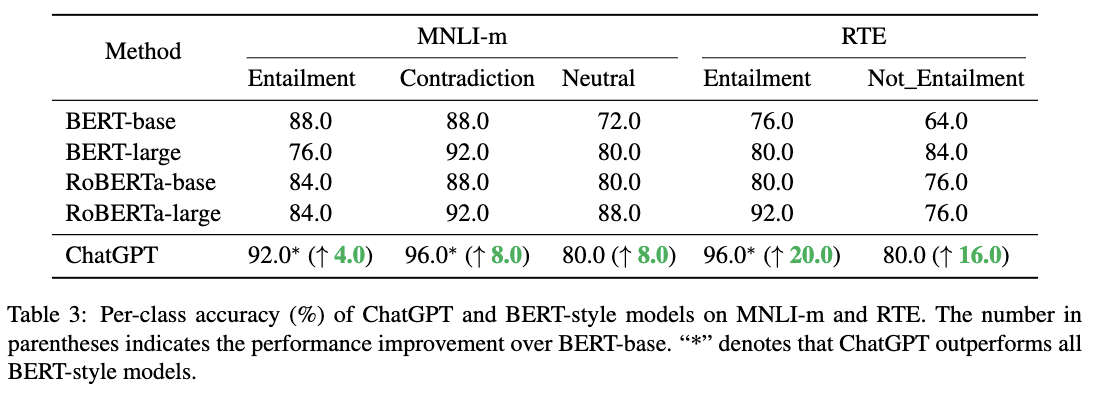 Method MNLI-m RTE
Entailment Contradiction Neutral Entailment Not_Entailment
BERT-base 88.0 88.0 72.0 76.0 64.0
BERT-large 76.0 92.0 80.0 80.0 84.0
RoBERTa-base 84.0 88.0 80.0 80.0 76.0
RoBERTa-large 84.0 92.0 88.0 92.0 76.0
ChatGPT 92.0* (↑ 4.0) 96.0* (↑ 8.0) 80.0 (↑ 8.0) 96.0* (↑ 20.0) 80.0 (↑ 16.0)
Table 3: Per-class accuracy (%) of ChatGPT and BERT-style models on MNLI-m and RTE. The number in
parentheses indicates the performance improvement over BERT-base. “*” denotes that ChatGPT outperforms all
BERT-style models.